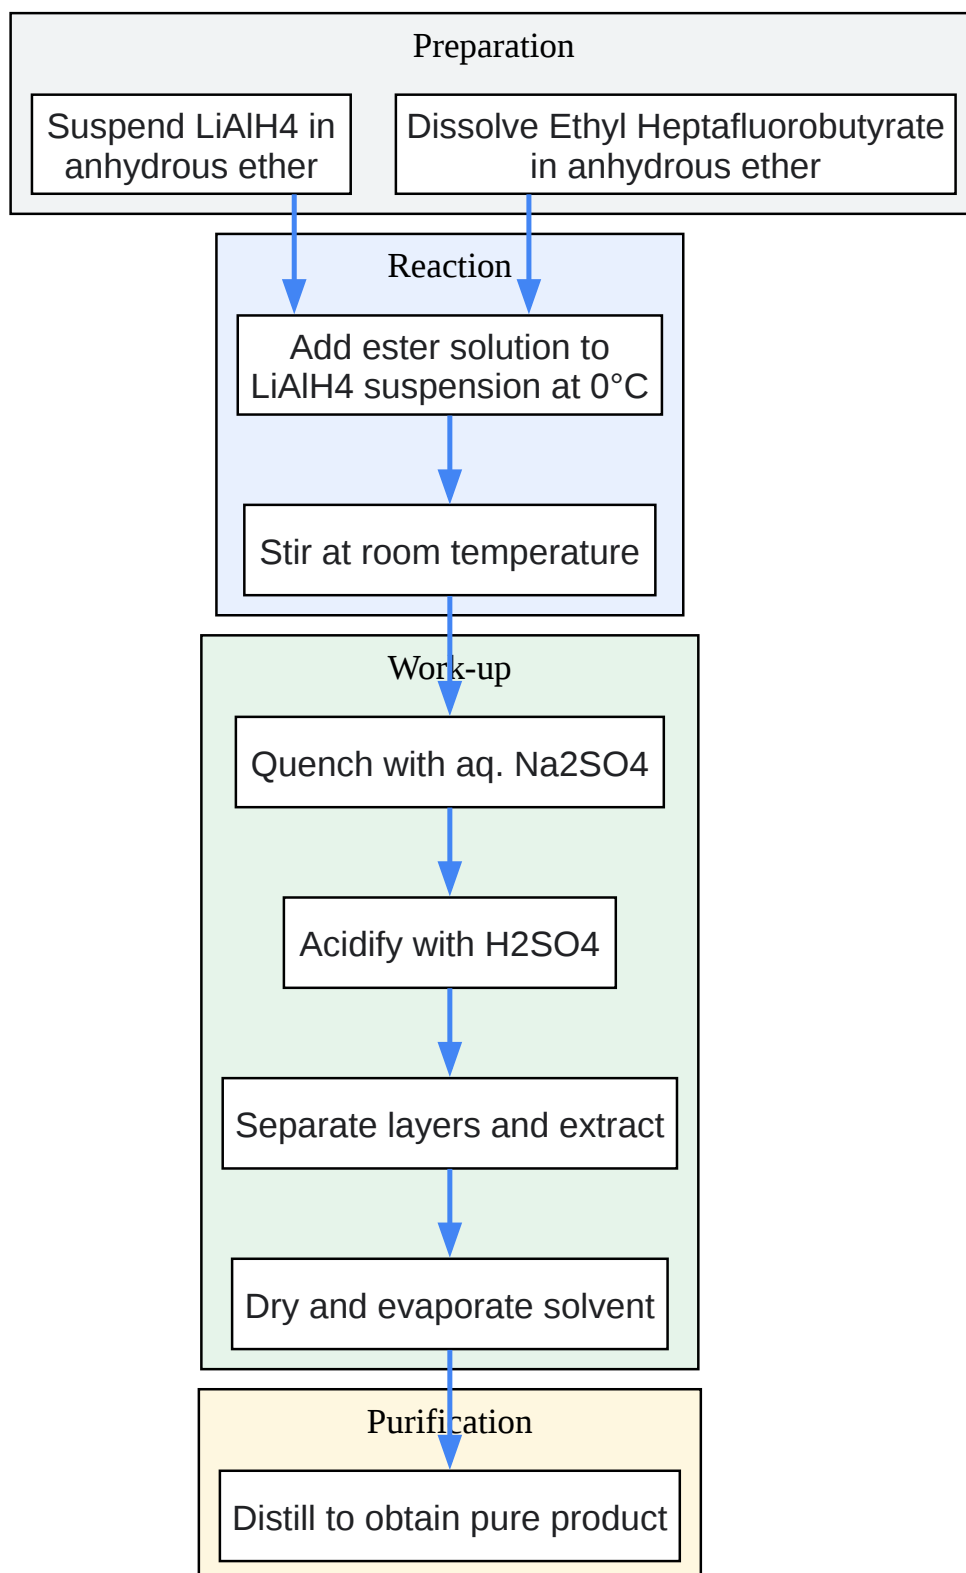 Preparation
Suspend LiAlH4 in
anhydrous ether
Dissolve Ethyl Heptafluorobutyrate
in anhydrous ether
Reaction
Add ester solution to
LiAlH4 suspension at 0°C
Stir at room temperature
Work-up
Quench with aq. Na2SO4
Acidify with H2SO4
Separate layers and extract
Dry and evaporate solvent
Purification
Distill to obtain pure product